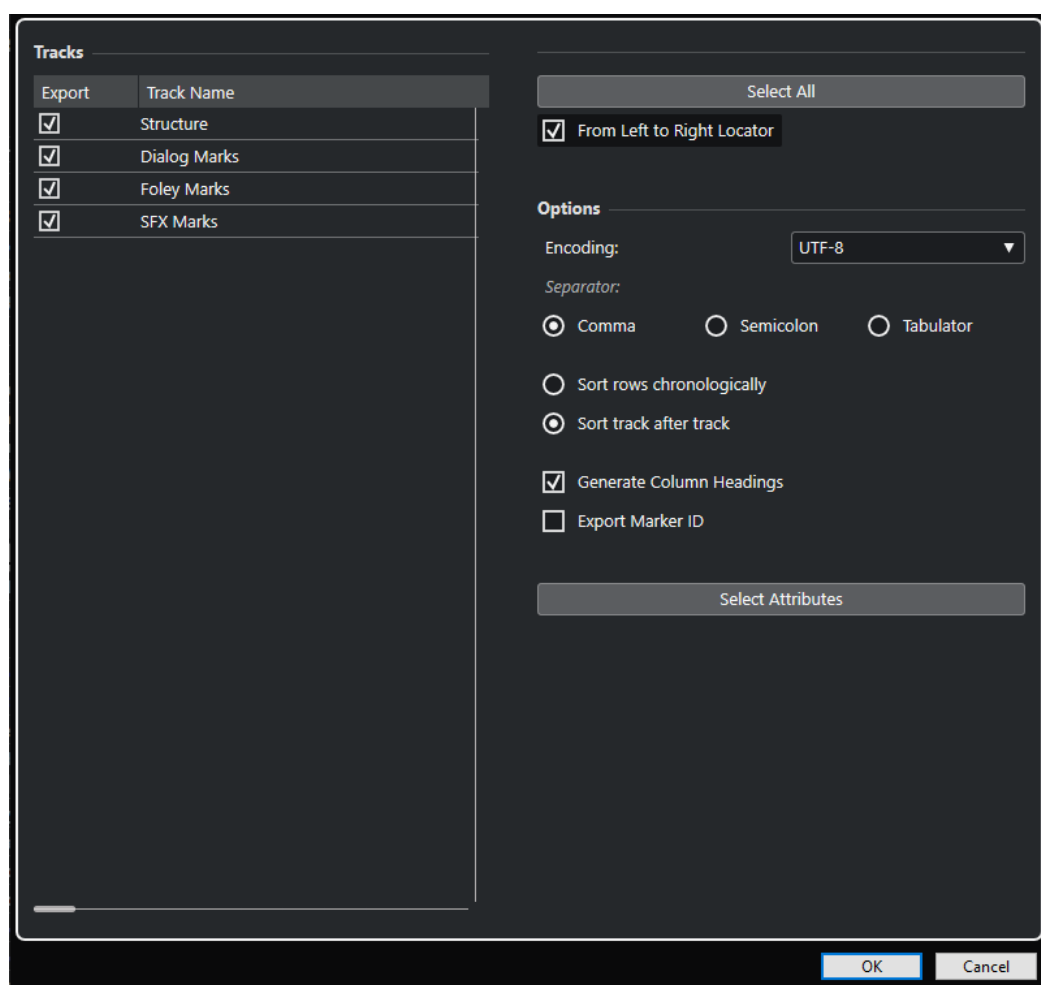 Tracks
Export Track Name
Structure
Dialog Marks
Foley Marks
SFX Marks
Select All
From Left to Right Locator
Options
Encoding: UTF-8
Separator:
Comma Semicolon Tabulator
Sort rows chronologically
Sort track after track
Generate Column Headings
Export Marker ID
Select Attributes
OK Cancel